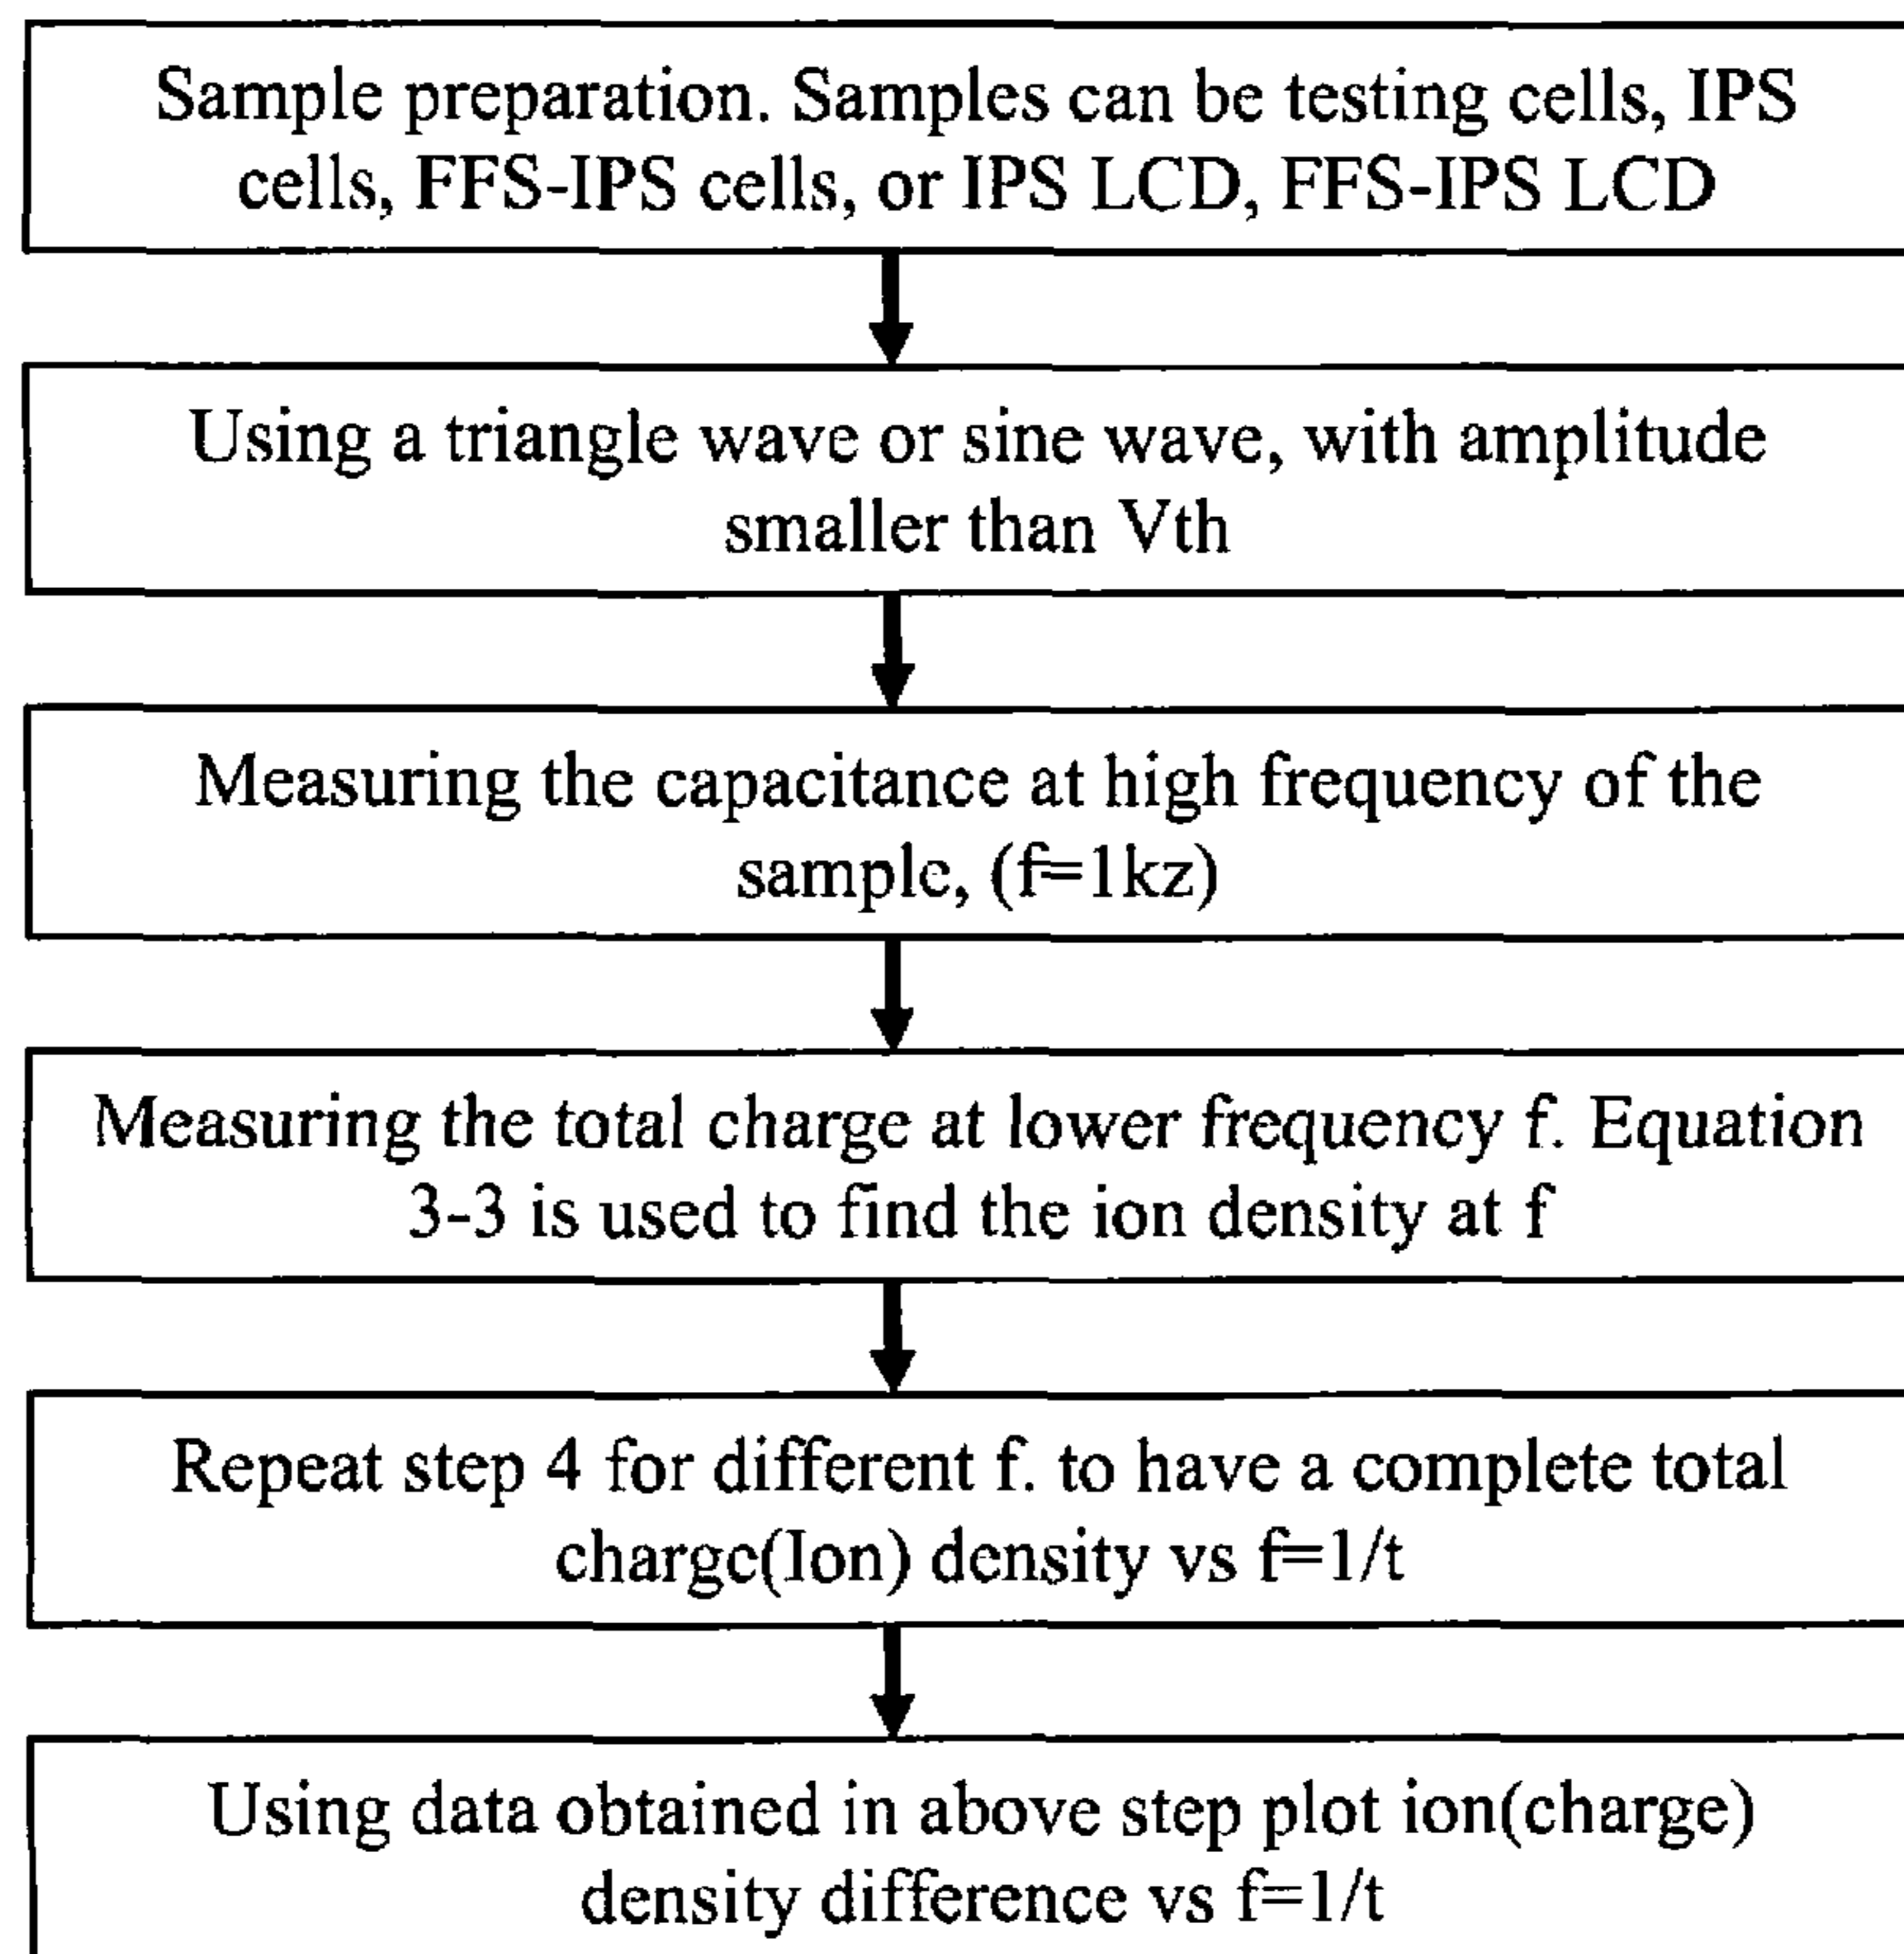 Sample preparation. Samples can be testing cells, IPS
cells, FFS-IPS cells, or IPS LCD, FFS-IPS LCD
Using a triangle wave or sine wave, with amplitude
smaller than Vth
Measuring the capacitance at high frequency of the
sample, (f=1kz)
Measuring the total charge at lower frequency f. Equation
3-3 is used to find the ion density at f
Repeat step 4 for different f. to have a complete total
charge(Ion) density vs f=1/t
Using data obtained in above step plot ion(charge)
density difference vs f=1/t